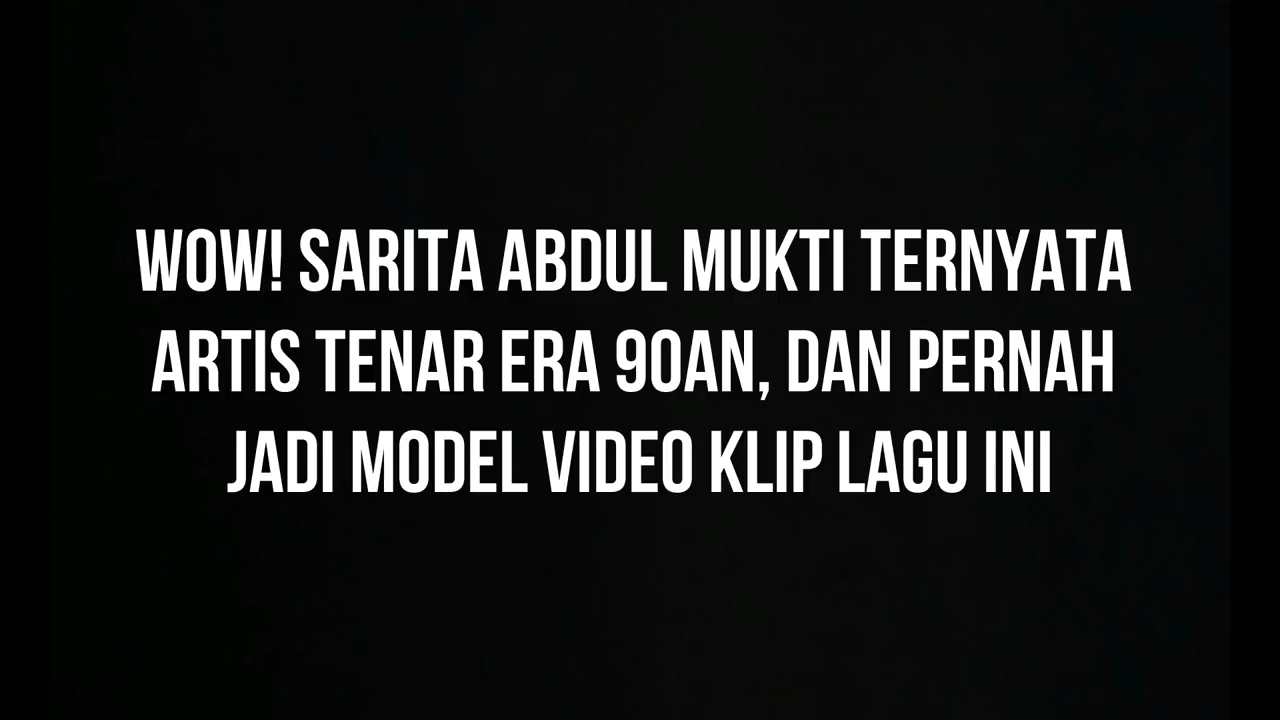 WOW! SARITA ABDUL MUKTI TERNYATA
ARTIS TENAR ERA 90AN, DAN PERNAH
JADI MODEL VIDEO KLIP LAGU INI